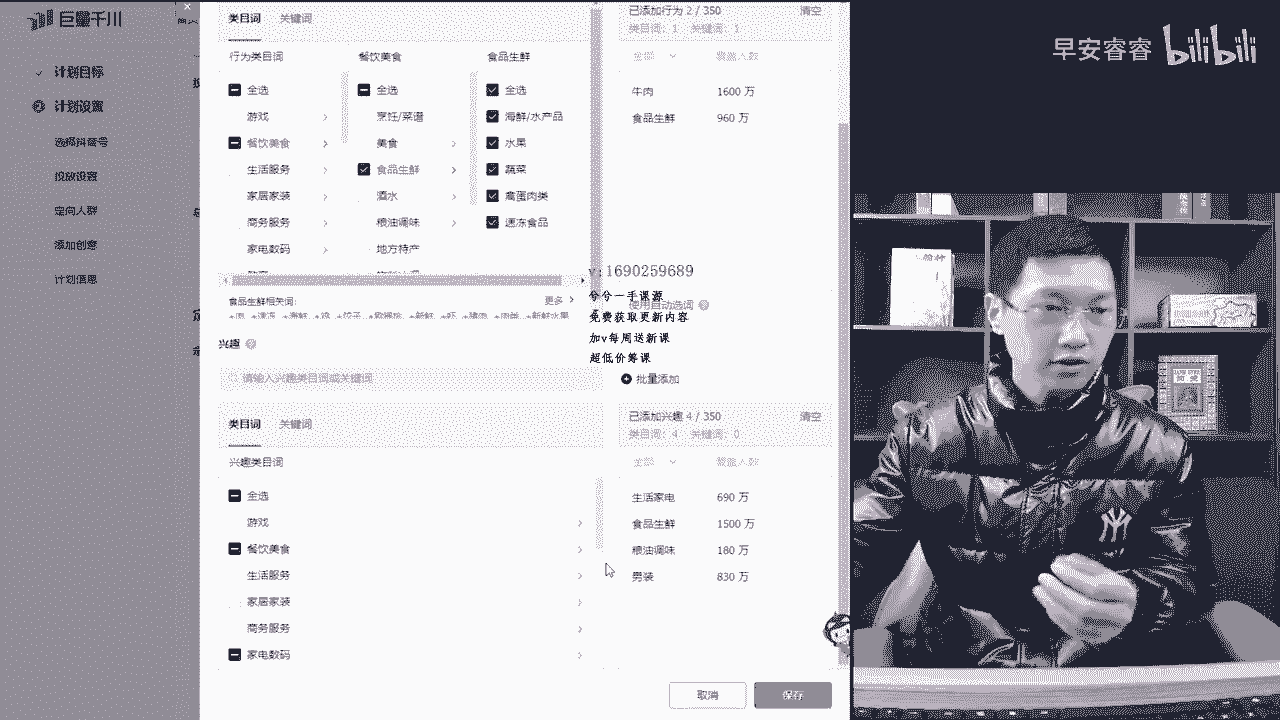 巨量千川
计划目标
计划设置
选择抖音号
投放设置
定向人群
添加创意
计划信息
类目词 关键词
行为类目词 餐饮美食 食品生鲜
全选 全选 全选
游戏 烹饪/菜谱 海鲜/水产品
餐饮美食 美食 水果
生活服务 食品生鲜 蔬菜
家居家装 酒水 禽蛋肉类
商务服务 粮油调味 速冻食品
家电数码 地方特产
食品生鲜相关词: 更多
兴趣
请输入兴趣类目词或关键词
类目词 关键词
兴趣类目词
全选
游戏
餐饮美食
生活服务
家居家装
商务服务
家电数码
已添加行为 2 / 350 清空
类目词: 1 关键词: 1
全部 覆盖人数
牛肉 1600 万
食品生鲜 960 万
v:1690259689
兮兮一手课源
使用自动选词
免费获取更新内容
加v每周送新课
超低价筹课
批量添加
已添加兴趣 4 / 350 清空
类目词: 4 关键词: 0
全部 覆盖人数
生活家电 690 万
食品生鲜 1500 万
粮油调味 180 万
男装 830 万
取消 保存
早安睿睿 bilibili